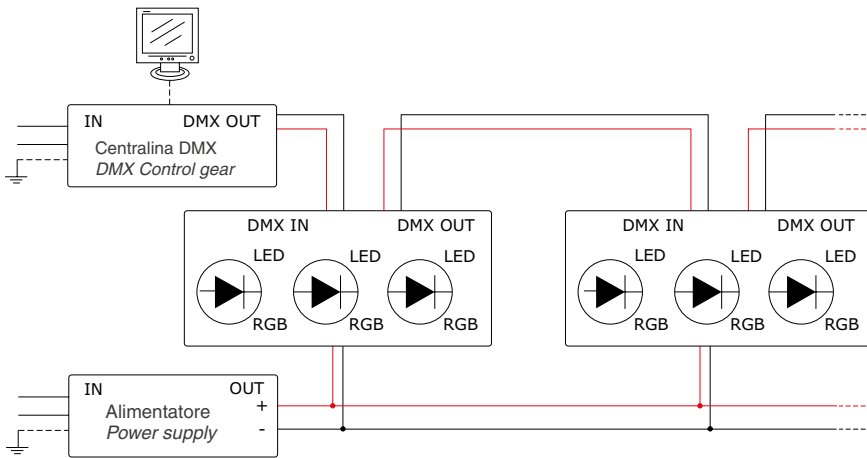 IN DMX OUT
Centralina DMX
DMX Control gear
DMX IN DMX OUT
LED LED LED
RGB RGB RGB
DMX IN DMX OUT
LED LED LED
RGB RGB RGB
IN OUT
Alimentatore +
Power supply -